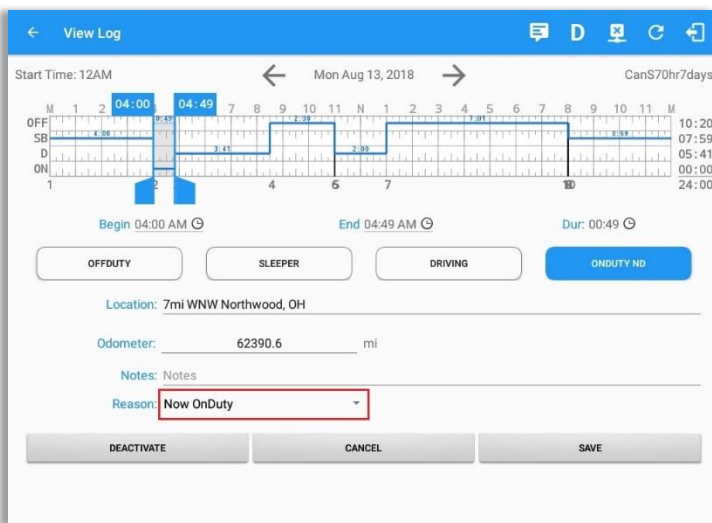 View Log D
Start Time: 12AM Mon Aug 13, 2018 CanS70hr7days
04:00 04:49
M 1 2 7 8 9 10 11 N 1 2 3 4 5 6 7 8 9 10 11 M
OFF 0:49 2:30 7:01 10:20
SB 4:00 3:59 07:59
D 3:41 2:00 05:41
ON 00:00
1 2 4 7 24:00
Begin 04:00 AM End 04:49 AM Dur: 00:49
OFFDUTY SLEEPER DRIVING ONDUTY ND
Location: 7mi WNW Northwood, OH
Odometer: 62390.6 mi
Notes: Notes
Reason: Now OnDuty
DEACTIVATE CANCEL SAVE